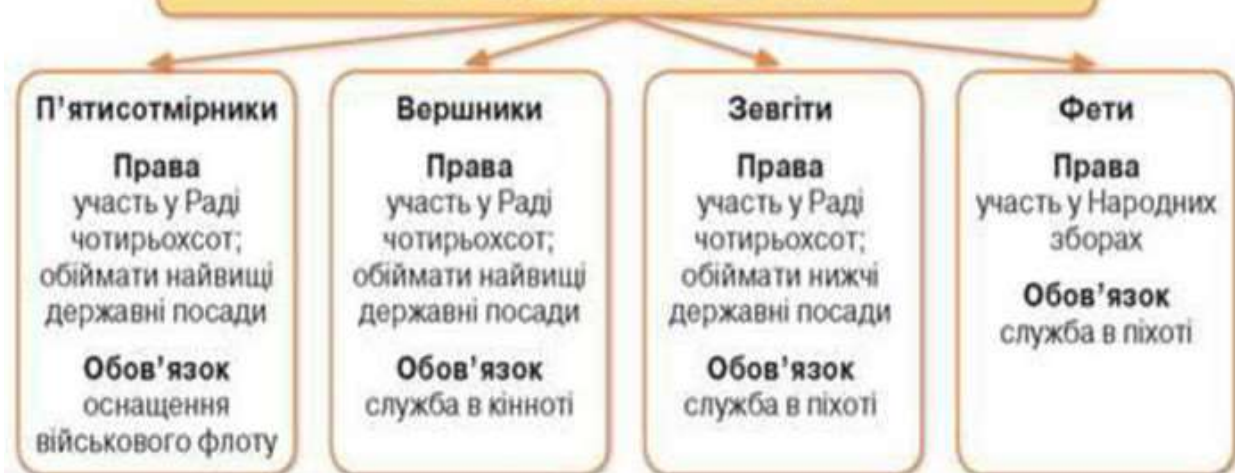 П’ятисотмірники
Права
участь у Раді
чотирьохсот;
обіймати найвищі
державні посади
Обов’язок
оснащення
військового флоту
Вершники
Права
участь у Раді
чотирьохсот;
обіймати найвищі
державні посади
Обов’язок
служба в кінноті
Зевгіти
Права
участь у Раді
чотирьохсот;
обіймати нижчі
державні посади
Обов’язок
служба в піхоті
Фети
Права
участь у Народних
зборах
Обов’язок
служба в піхоті